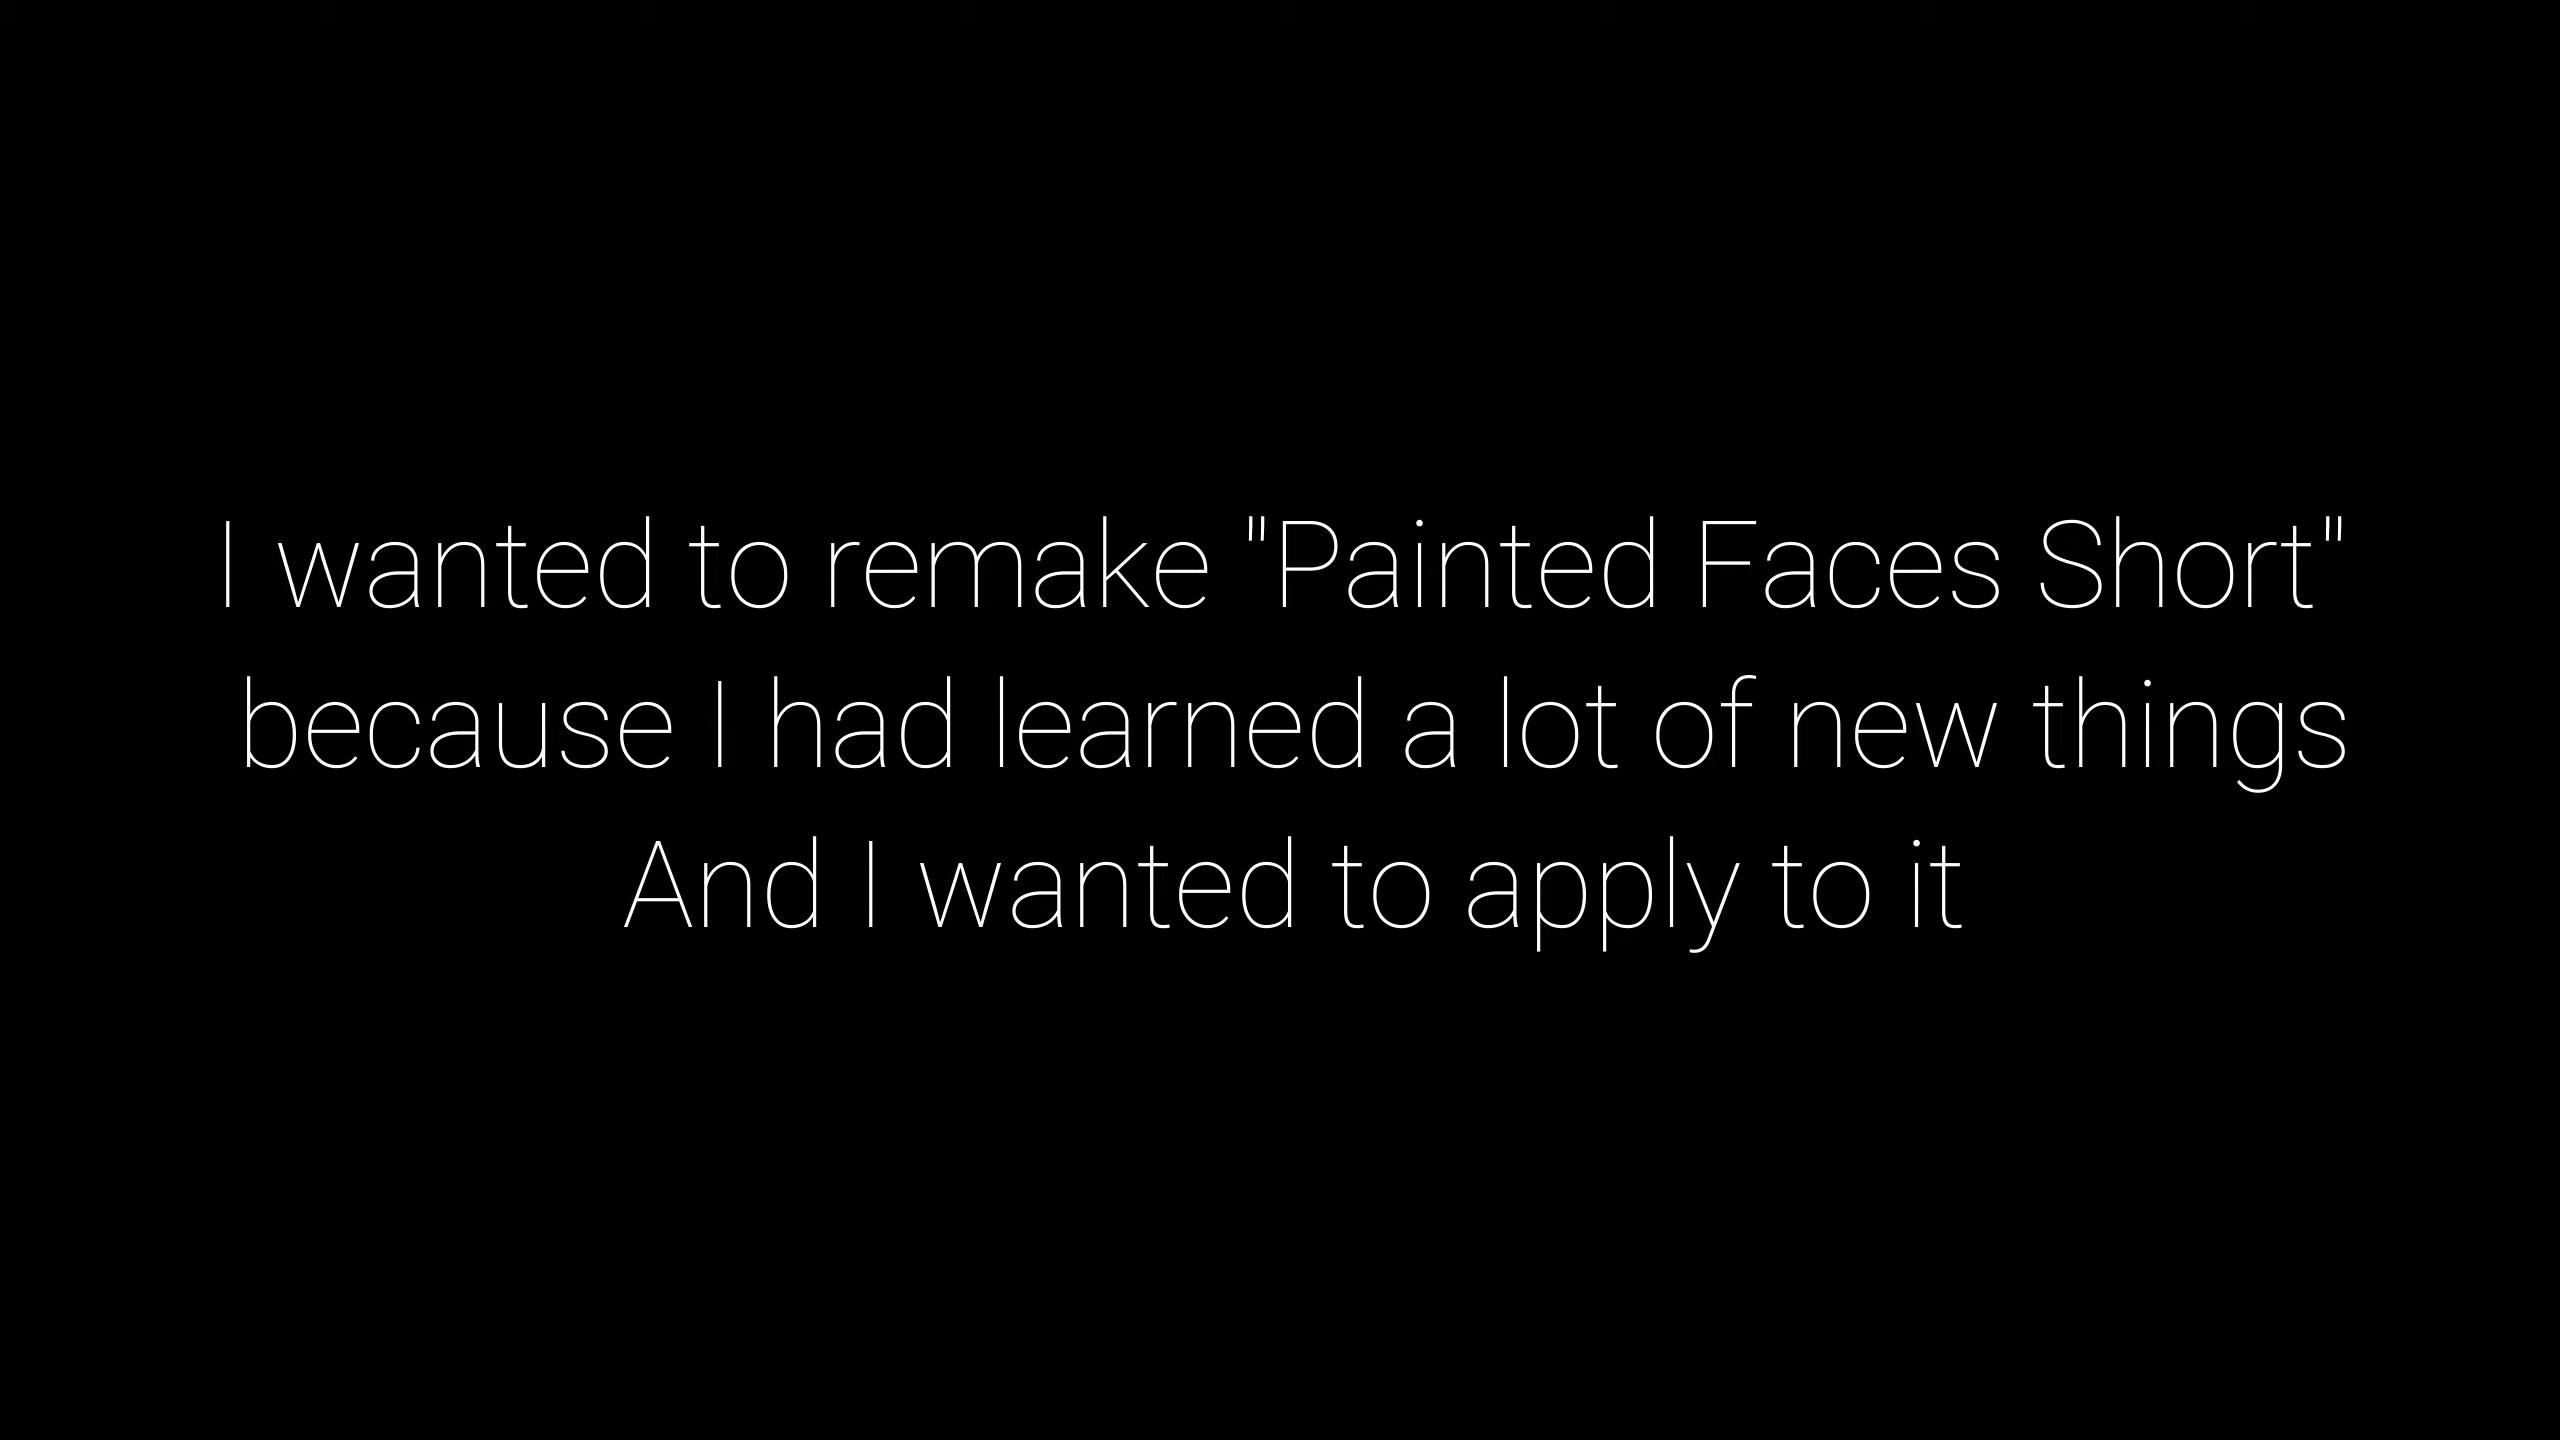 I wanted to remake "Painted Faces Short"
because I had learned a lot of new things
And I wanted to apply to it